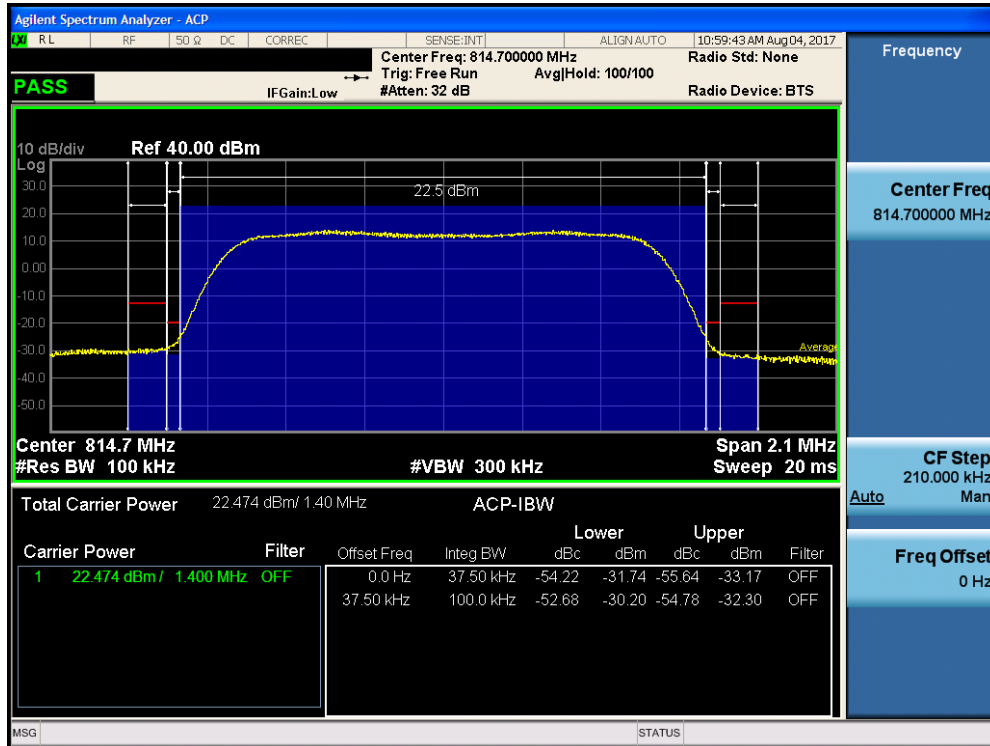 Agilent Spectrum Analyzer - ACP
LXI RL RF 50 Ω DC CORREC SENSE:INT ALIGN AUTO 10:59:43 AM Aug 04, 2017
Center Freq: 814.700000 MHz Radio Std: None
Trig: Free Run Avg|Hold: 100/100
PASS IFGain:Low #Atten: 32 dB Radio Device: BTS
10 dB/div Ref 40.00 dBm
Log
30.0
20.0
10.0
0.00
-10.0
-20.0
-30.0
-40.0
-50.0
22.5 dBm
Average
Center 814.7 MHz Span 2.1 MHz
#Res BW 100 kHz #VBW 300 kHz Sweep 20 ms
Total Carrier Power 22.474 dBm/ 1.40 MHz ACP-IBW
Lower Upper
Carrier Power Filter Offset Freq Integ BW dBc dBm dBc dBm Filter
1 22.474 dBm / 1.400 MHz OFF 0.0 Hz 37.50 kHz -54.22 -31.74 -55.64 -33.17 OFF
37.50 kHz 100.0 kHz -52.68 -30.20 -54.78 -32.30 OFF
MSG STATUS
Frequency
Center Freq
814.700000 MHz
CF Step
210.000 kHz
Auto Man
Freq Offset
0 Hz